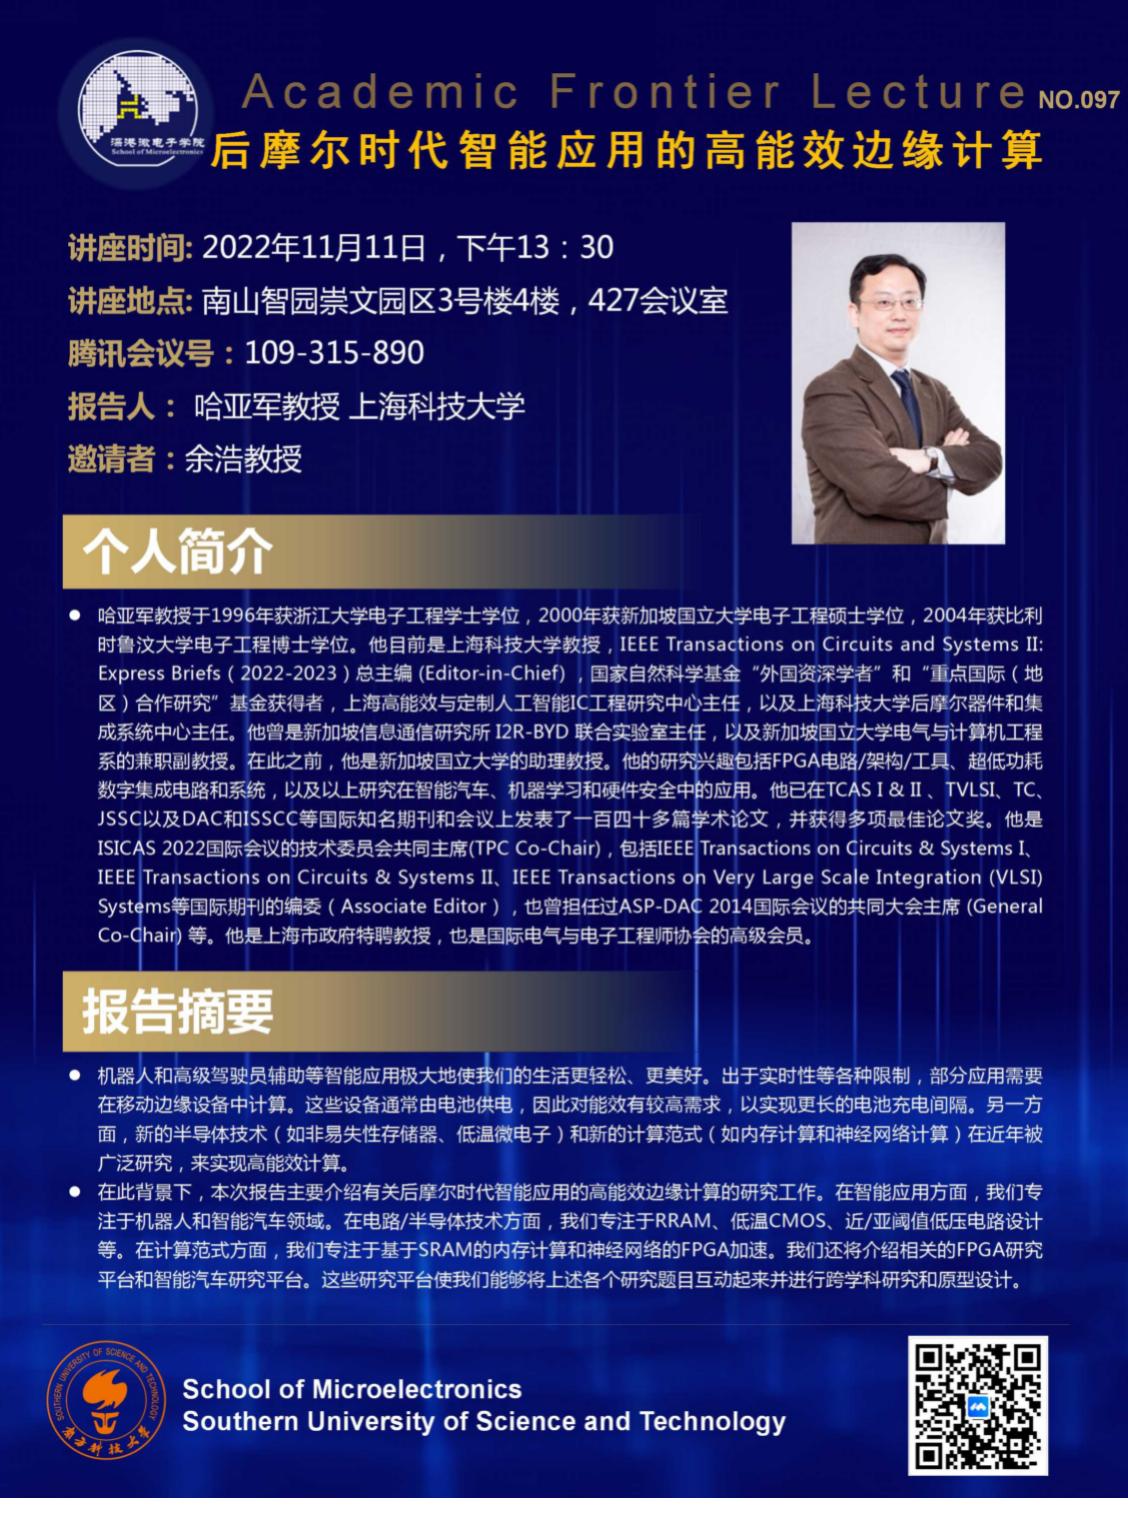 Academic Frontier Lecture NO.097
深港微电子学院
School of Microelectronics
后摩尔时代智能应用的高能效边缘计算
讲座时间: 2022年11月11日，下午13：30
讲座地点: 南山智园崇文园区3号楼4楼，427会议室
腾讯会议号：109-315-890
报告人： 哈亚军教授 上海科技大学
邀请者：余浩教授
个人简介
● 哈亚军教授于1996年获浙江大学电子工程学士学位，2000年获新加坡国立大学电子工程硕士学位，2004年获比利
时鲁汶大学电子工程博士学位。他目前是上海科技大学教授，IEEE Transactions on Circuits and Systems II:
Express Briefs（2022-2023）总主编 (Editor-in-Chief)，国家自然科学基金“外国资深学者”和“重点国际（地
区）合作研究”基金获得者，上海高能效与定制人工智能IC工程研究中心主任，以及上海科技大学后摩尔器件和集
成系统中心主任。他曾是新加坡信息通信研究所 I2R-BYD 联合实验室主任，以及新加坡国立大学电气与计算机工程
系的兼职副教授。在此之前，他是新加坡国立大学的助理教授。他的研究兴趣包括FPGA电路/架构/工具、超低功耗
数字集成电路和系统，以及以上研究在智能汽车、机器学习和硬件安全中的应用。他已在TCAS I & II 、TVLSI、TC、
JSSC以及DAC和ISSCC等国际知名期刊和会议上发表了一百四十多篇学术论文，并获得多项最佳论文奖。他是
ISICAS 2022国际会议的技术委员会共同主席(TPC Co-Chair)，包括IEEE Transactions on Circuits & Systems I、
IEEE Transactions on Circuits & Systems II、IEEE Transactions on Very Large Scale Integration (VLSI)
Systems等国际期刊的编委（Associate Editor），也曾担任过ASP-DAC 2014国际会议的共同大会主席 (General
Co-Chair) 等。他是上海市政府特聘教授，也是国际电气与电子工程师协会的高级会员。
报告摘要
● 机器人和高级驾驶员辅助等智能应用极大地使我们的生活更轻松、更美好。出于实时性等各种限制，部分应用需要
在移动边缘设备中计算。这些设备通常由电池供电，因此对能效有较高需求，以实现更长的电池充电间隔。另一方
面，新的半导体技术（如非易失性存储器、低温微电子）和新的计算范式（如内存计算和神经网络计算）在近年被
广泛研究，来实现高能效计算。
● 在此背景下，本次报告主要介绍有关后摩尔时代智能应用的高能效边缘计算的研究工作。在智能应用方面，我们专
注于机器人和智能汽车领域。在电路/半导体技术方面，我们专注于RRAM、低温CMOS、近/亚阈值低压电路设计
等。在计算范式方面，我们专注于基于SRAM的内存计算和神经网络的FPGA加速。我们还将介绍相关的FPGA研究
平台和智能汽车研究平台。这些研究平台使我们能够将上述各个研究题目互动起来并进行跨学科研究和原型设计。
SOUTHERN UNIVERSITY OF SCIENCE AND TECHNOLOGY
南方科技大学
School of Microelectronics
Southern University of Science and Technology